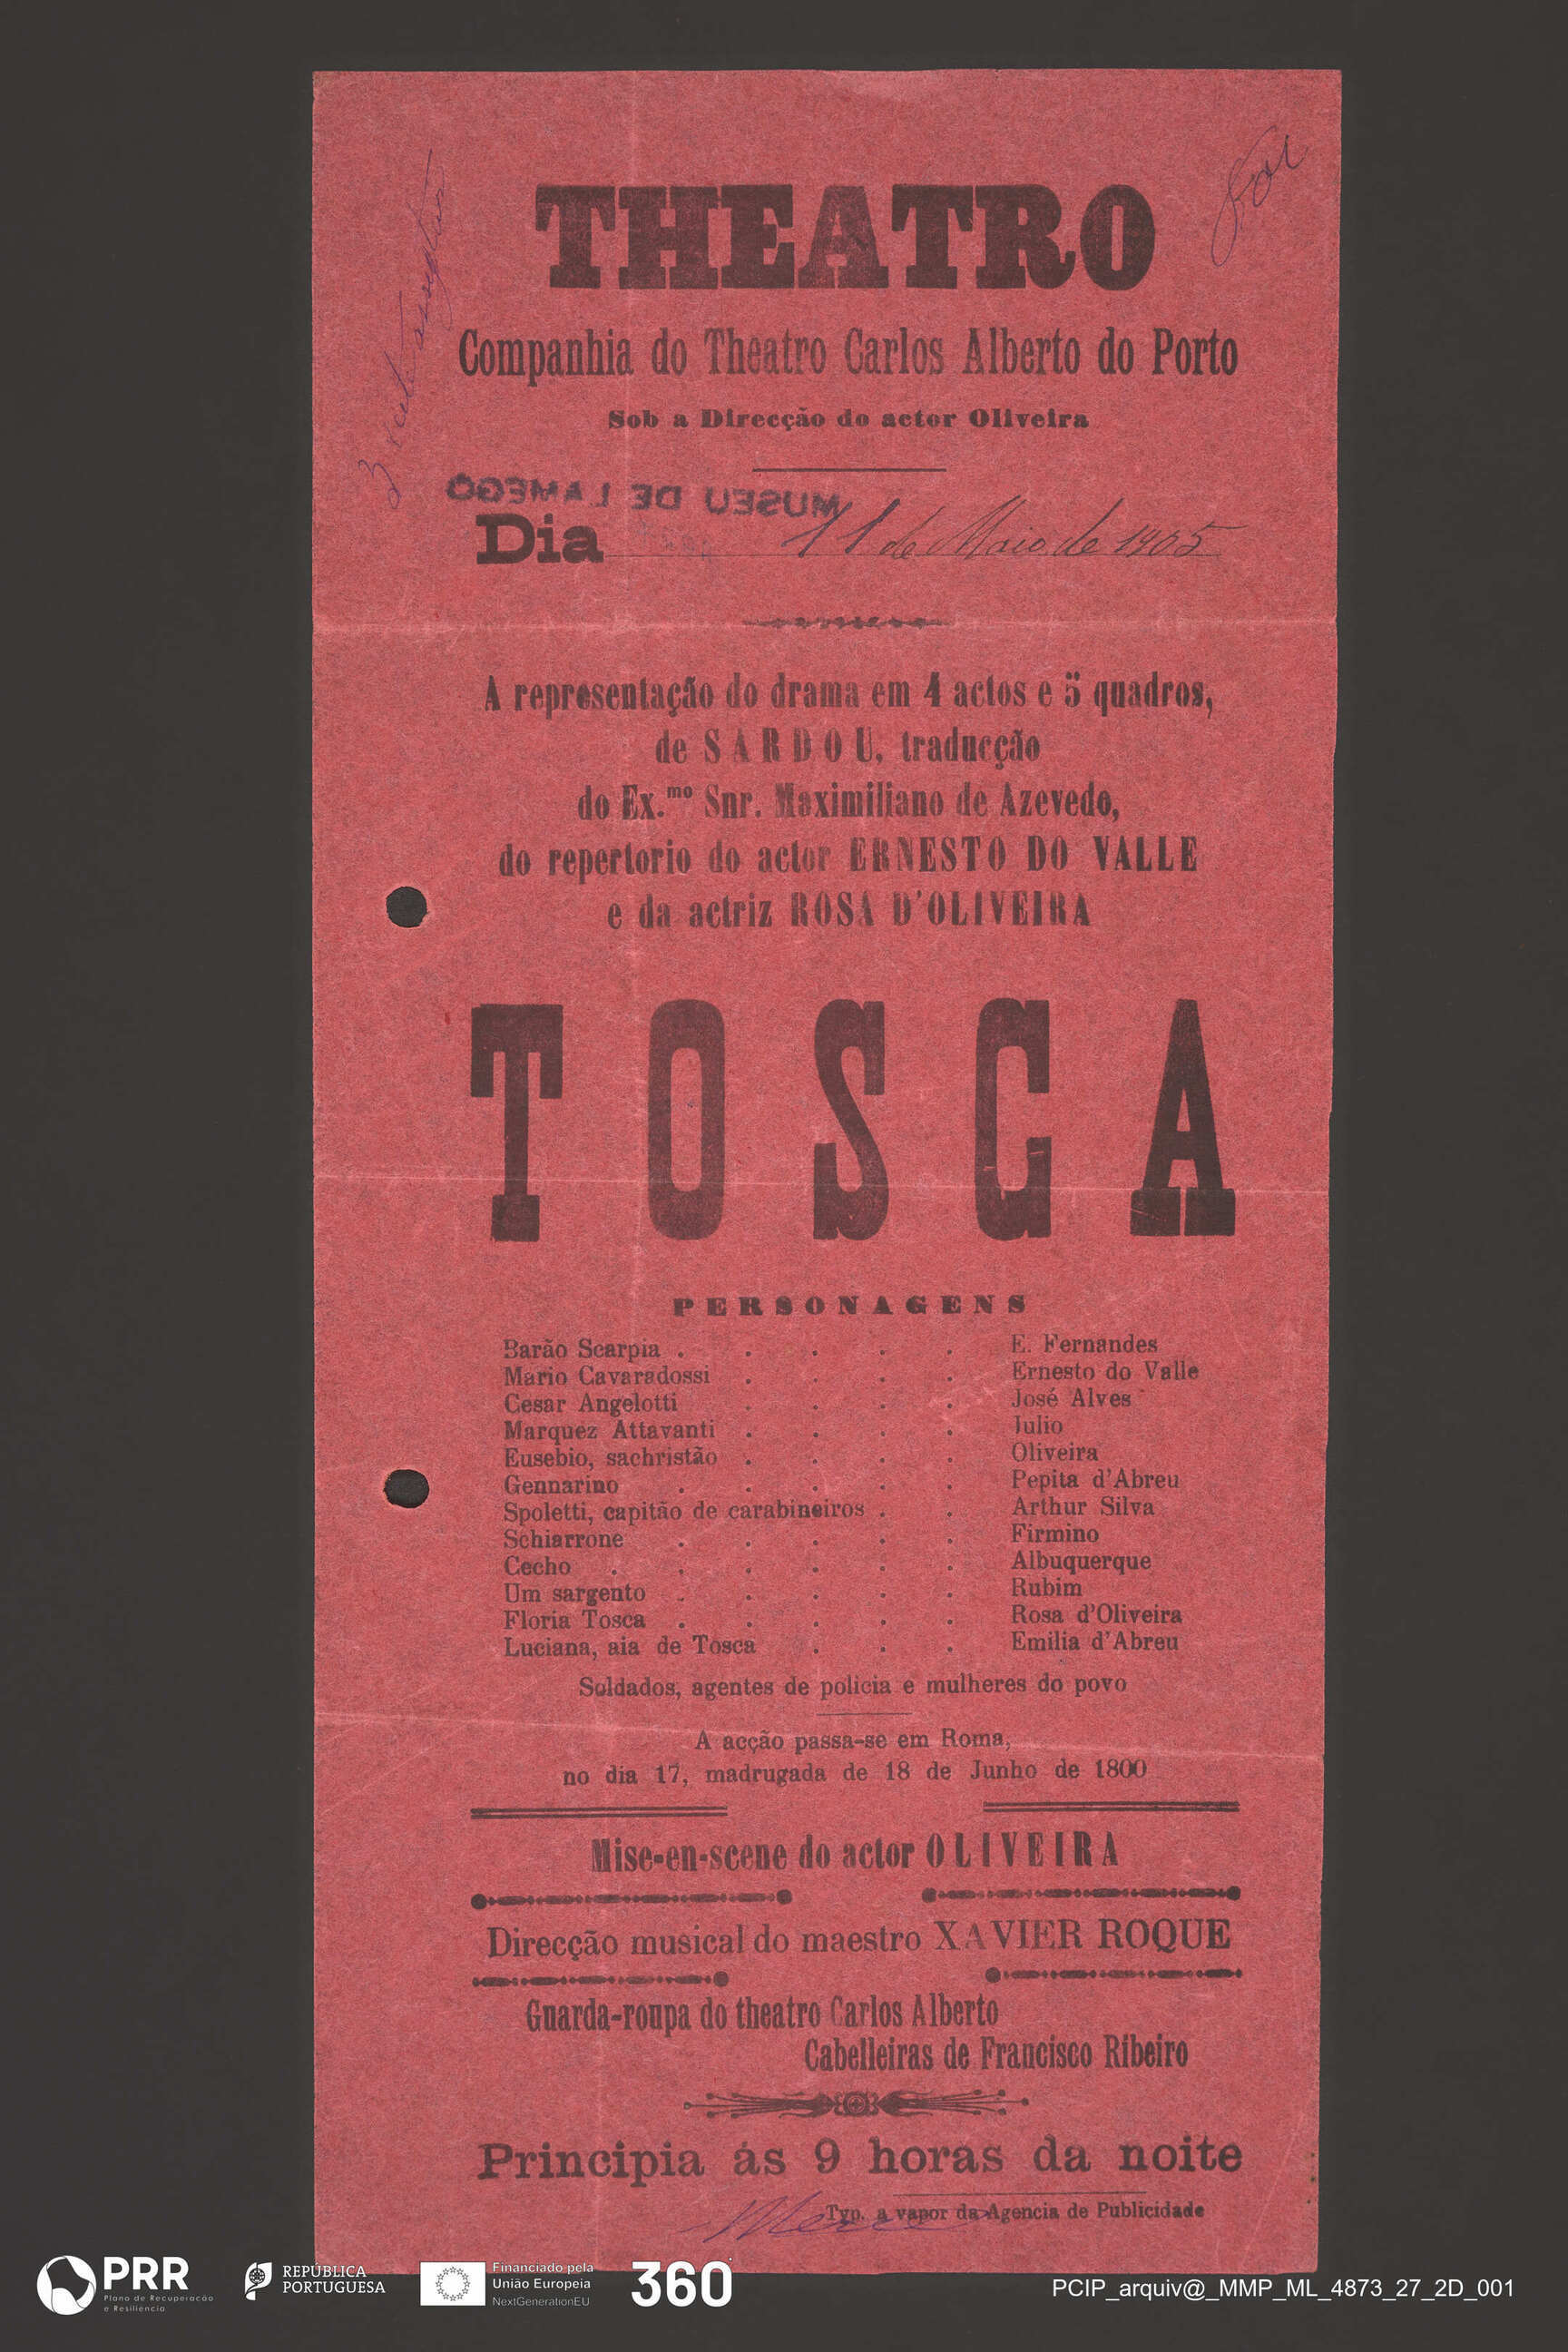 THEATRO
Companhia do Theatro Carlos Alberto do Porto
Sob a Direcção do actor Oliveira
MUSEU DE LAMEGO
Dia 11 de Maio de 1905
A representação do drama em 4 actos e 5 quadros,
de SARDOU, traducção
do Ex.mo Snr. Maximiliano de Azevedo,
do repertorio do actor ERNESTO DO VALLE
e da actriz ROSA D'OLIVEIRA
TOSCA
PERSONAGENS
Barão Scarpia . . . . . E. Fernandes
Mario Cavaradossi . . . . Ernesto do Valle
Cesar Angelotti . . . . José Alves
Marquez Attavanti . . . . Julio
Eusebio, sachristão . . . . Oliveira
Gennarino . . . . . Pepita d'Abreu
Spoletti, capitão de carabineiros . . Arthur Silva
Schiarrone . . . . . Firmino
Cecho . . . . . . Albuquerque
Um sargento . . . . . Rubim
Floria Tosca . . . . . Rosa d'Oliveira
Luciana, aia de Tosca . . . Emilia d'Abreu
Soldados, agentes de policia e mulheres do povo
A acção passa-se em Roma,
no dia 17, madrugada de 18 de Junho de 1800
Mise-en-scene do actor OLIVEIRA
Direcção musical do maestro XAVIER ROQUE
Guarda-roupa do theatro Carlos Alberto
Cabelleiras de Francisco Ribeiro
Principia ás 9 horas da noite
Typ. a vapor da Agencia de Publicidade
PRR
Plano de Recuperação
e Resiliência
REPÚBLICA
PORTUGUESA
Financiado pela
União Europeia
NextGenerationEU
360
PCIP_arquiv@_MMP_ML_4873_27_2D_001